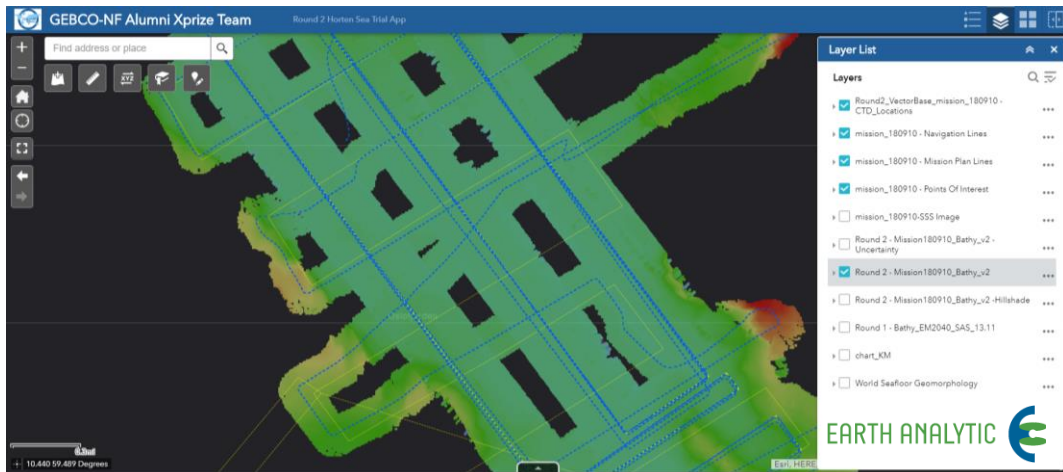 GEBCO-NF Alumni Xprize Team
Round 2 Horten Sea Trial App
Find address or place
XYZ
Layer List
Layers
Round2_VectorBase_mission_180910 -
CTD_Locations
mission_180910 - Navigation Lines
mission_180910 - Mission Plan Lines
mission_180910 - Points Of Interest
mission_180910-SSS Image
Round 2 - Mission180910_Bathy_v2 -
Uncertainty
Round 2 - Mission180910_Bathy_v2
Round 2 - Mission180910_Bathy_v2 -Hillshade
Round 1 - Bathy_EM2040_SAS_13.11
chart_KM
World Seafloor Geomorphology
EARTH ANALYTIC
10.440 59.489 Degrees
Esri, HERE